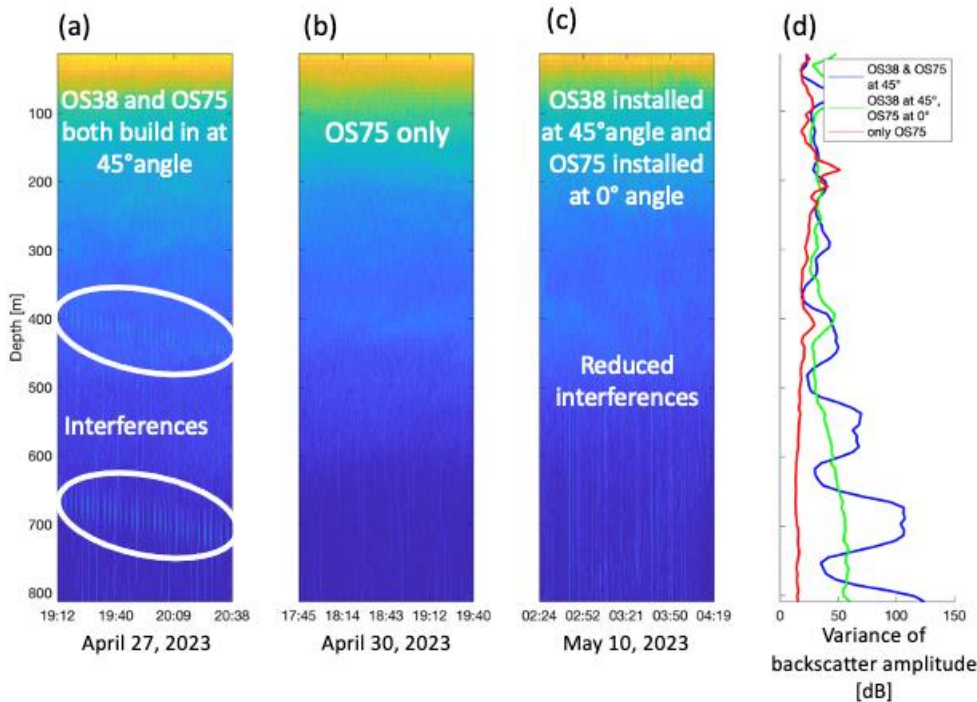 (a)
(b)
(c)
(d)
OS38 and OS75
both build in at
45°angle
Interferences
OS75 only
OS38 installed
at 45°angle and
OS75 installed
at 0° angle
Reduced
interferences
OS38 & OS75
at 45°
OS38 at 45°,
OS75 at 0°
only OS75
Depth [m]
100
200
300
400
500
600
700
800
19:12 19:40 20:09 20:38
April 27, 2023
17:45 18:14 18:43 19:12 19:40
April 30, 2023
02:24 02:52 03:21 03:50 04:19
May 10, 2023
0 50 100 150
Variance of
backscatter amplitude
[dB]